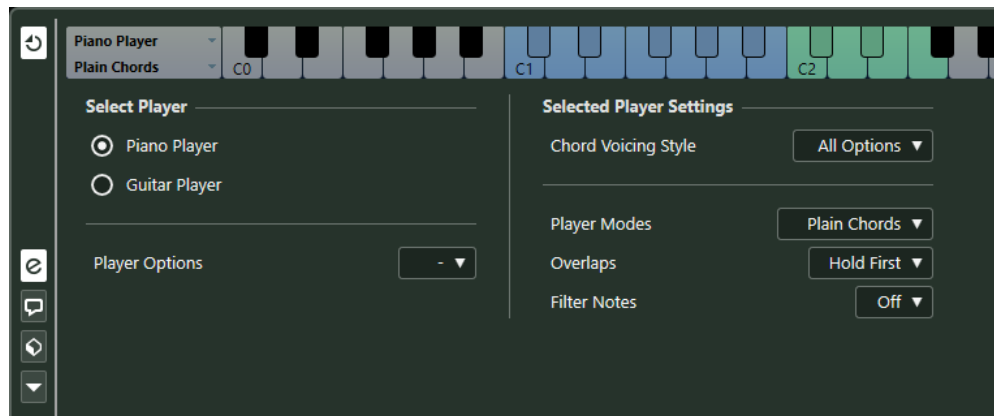 Piano Player
Plain Chords
C0
C1
C2
Select Player
Piano Player
Guitar Player
Player Options
-
Selected Player Settings
Chord Voicing Style
All Options
Player Modes
Plain Chords
Overlaps
Hold First
Filter Notes
Off
e